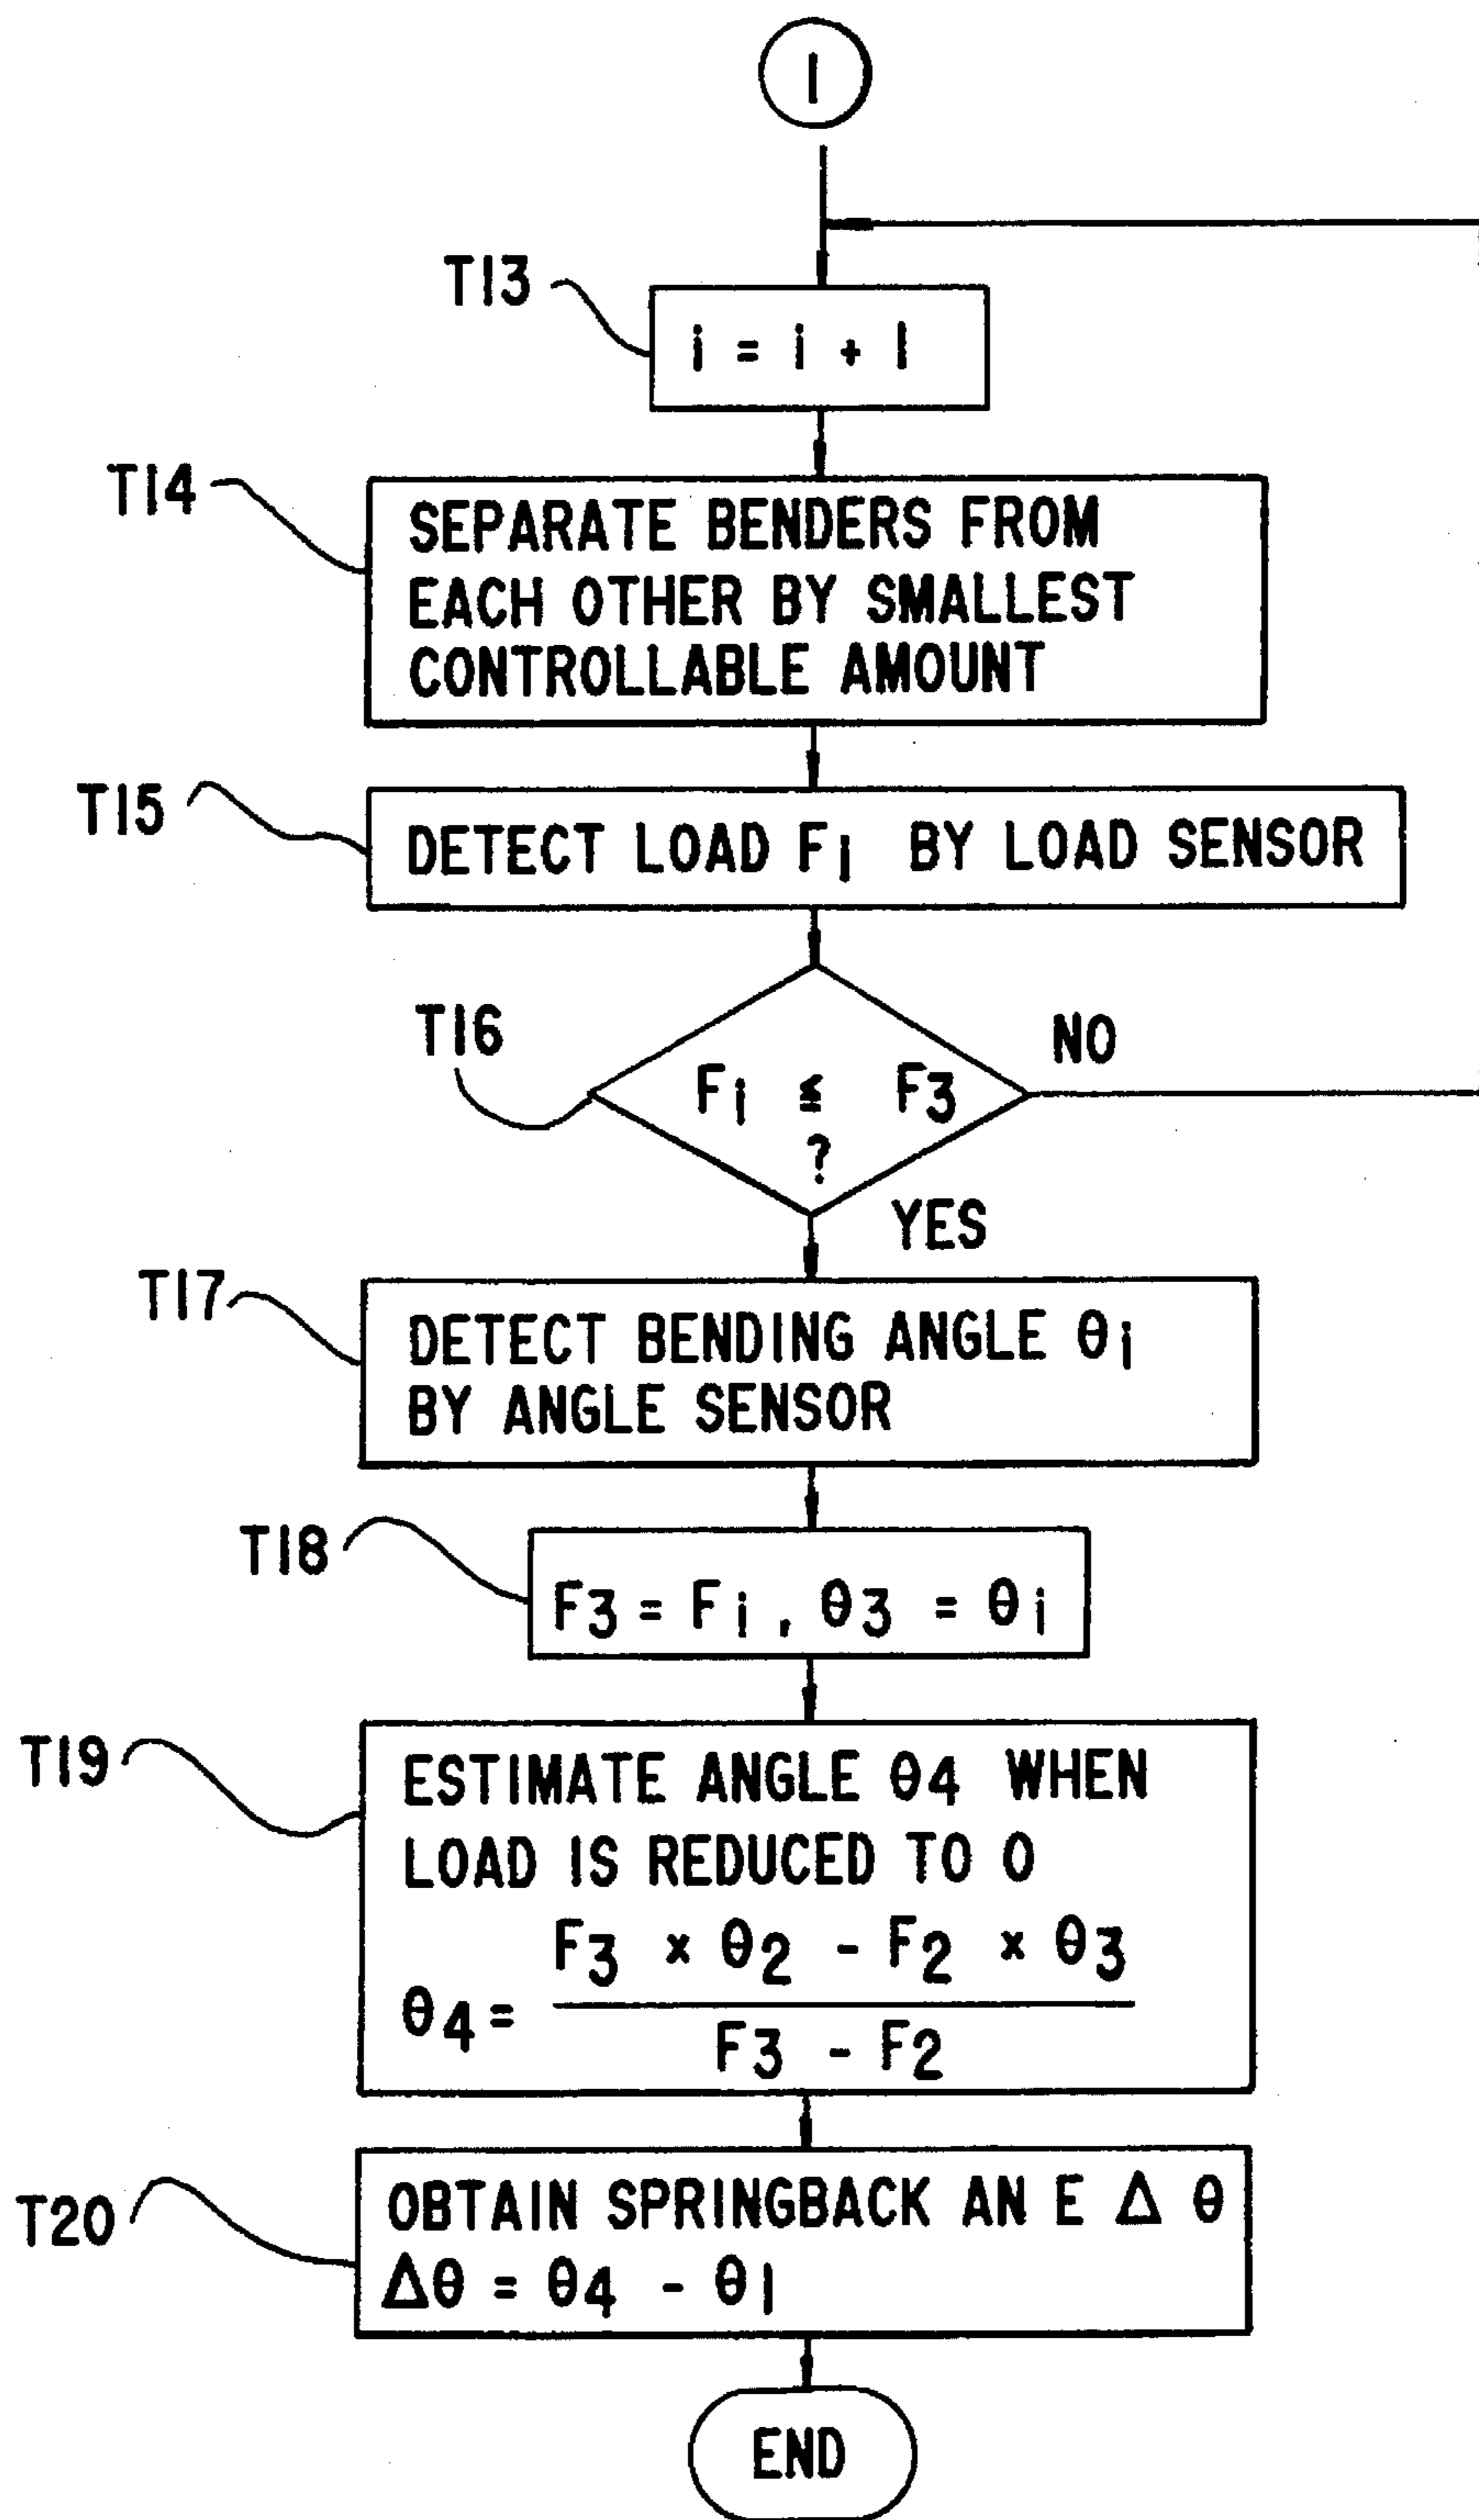 1
T13
i = i + 1
T14
SEPARATE BENDERS FROM
EACH OTHER BY SMALLEST
CONTROLLABLE AMOUNT
T15
DETECT LOAD Fi BY LOAD SENSOR
T16
NO
Fi ≦ F3
?
YES
T17
DETECT BENDING ANGLE θi
BY ANGLE SENSOR
T18
F3 = Fi , θ3 = θi
T19
ESTIMATE ANGLE θ4 WHEN
LOAD IS REDUCED TO 0
F3 × θ2 - F2 × θ3
θ4 =
F3 - F2
T20
OBTAIN SPRINGBACK AN E Δ θ
Δθ = θ4 - θ1
END